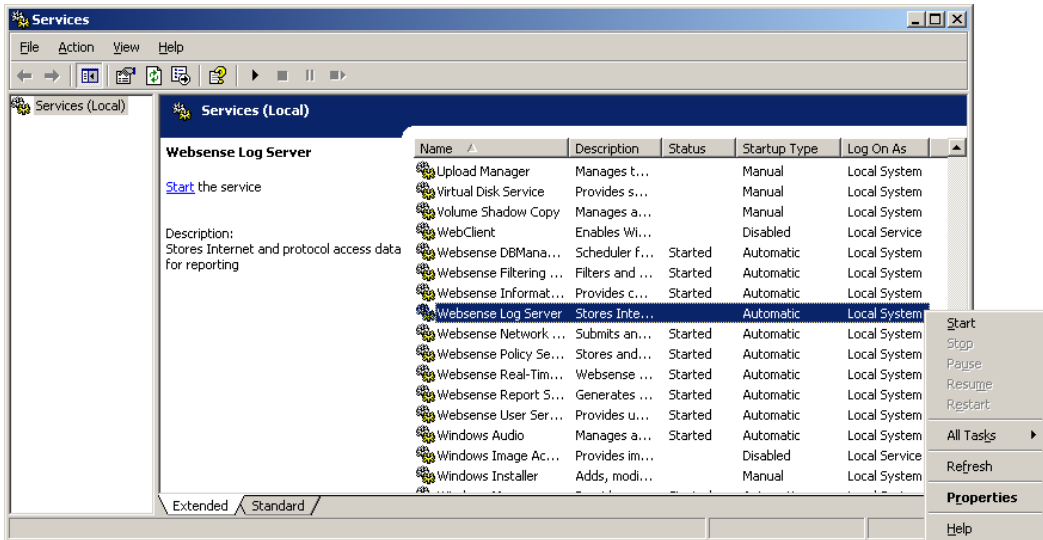 Services
File Action View Help
Services (Local)
Services (Local)
Websense Log Server
Start the service
Description:
Stores Internet and protocol access data
for reporting
Name Description Status Startup Type Log On As
Upload Manager Manages t... Manual Local System
Virtual Disk Service Provides s... Manual Local System
Volume Shadow Copy Manages a... Manual Local System
WebClient Enables Wi... Disabled Local Service
Websense DBMana... Scheduler f... Started Automatic Local System
Websense Filtering ... Filters and ... Started Automatic Local System
Websense Informat... Provides c... Started Automatic Local System
Websense Log Server Stores Inte... Automatic Local System
Websense Network ... Submits an... Started Automatic Local System
Websense Policy Se... Stores and... Started Automatic Local System
Websense Real-Tim... Websense ... Started Automatic Local System
Websense Report S... Generates ... Started Automatic Local System
Websense User Ser... Provides u... Started Automatic Local System
Windows Audio Manages a... Started Automatic Local System
Windows Image Ac... Provides im... Disabled Local Service
Windows Installer Adds, modi... Manual Local System
Extended Standard
Start
Stop
Pause
Resume
Restart
All Tasks
Refresh
Properties
Help